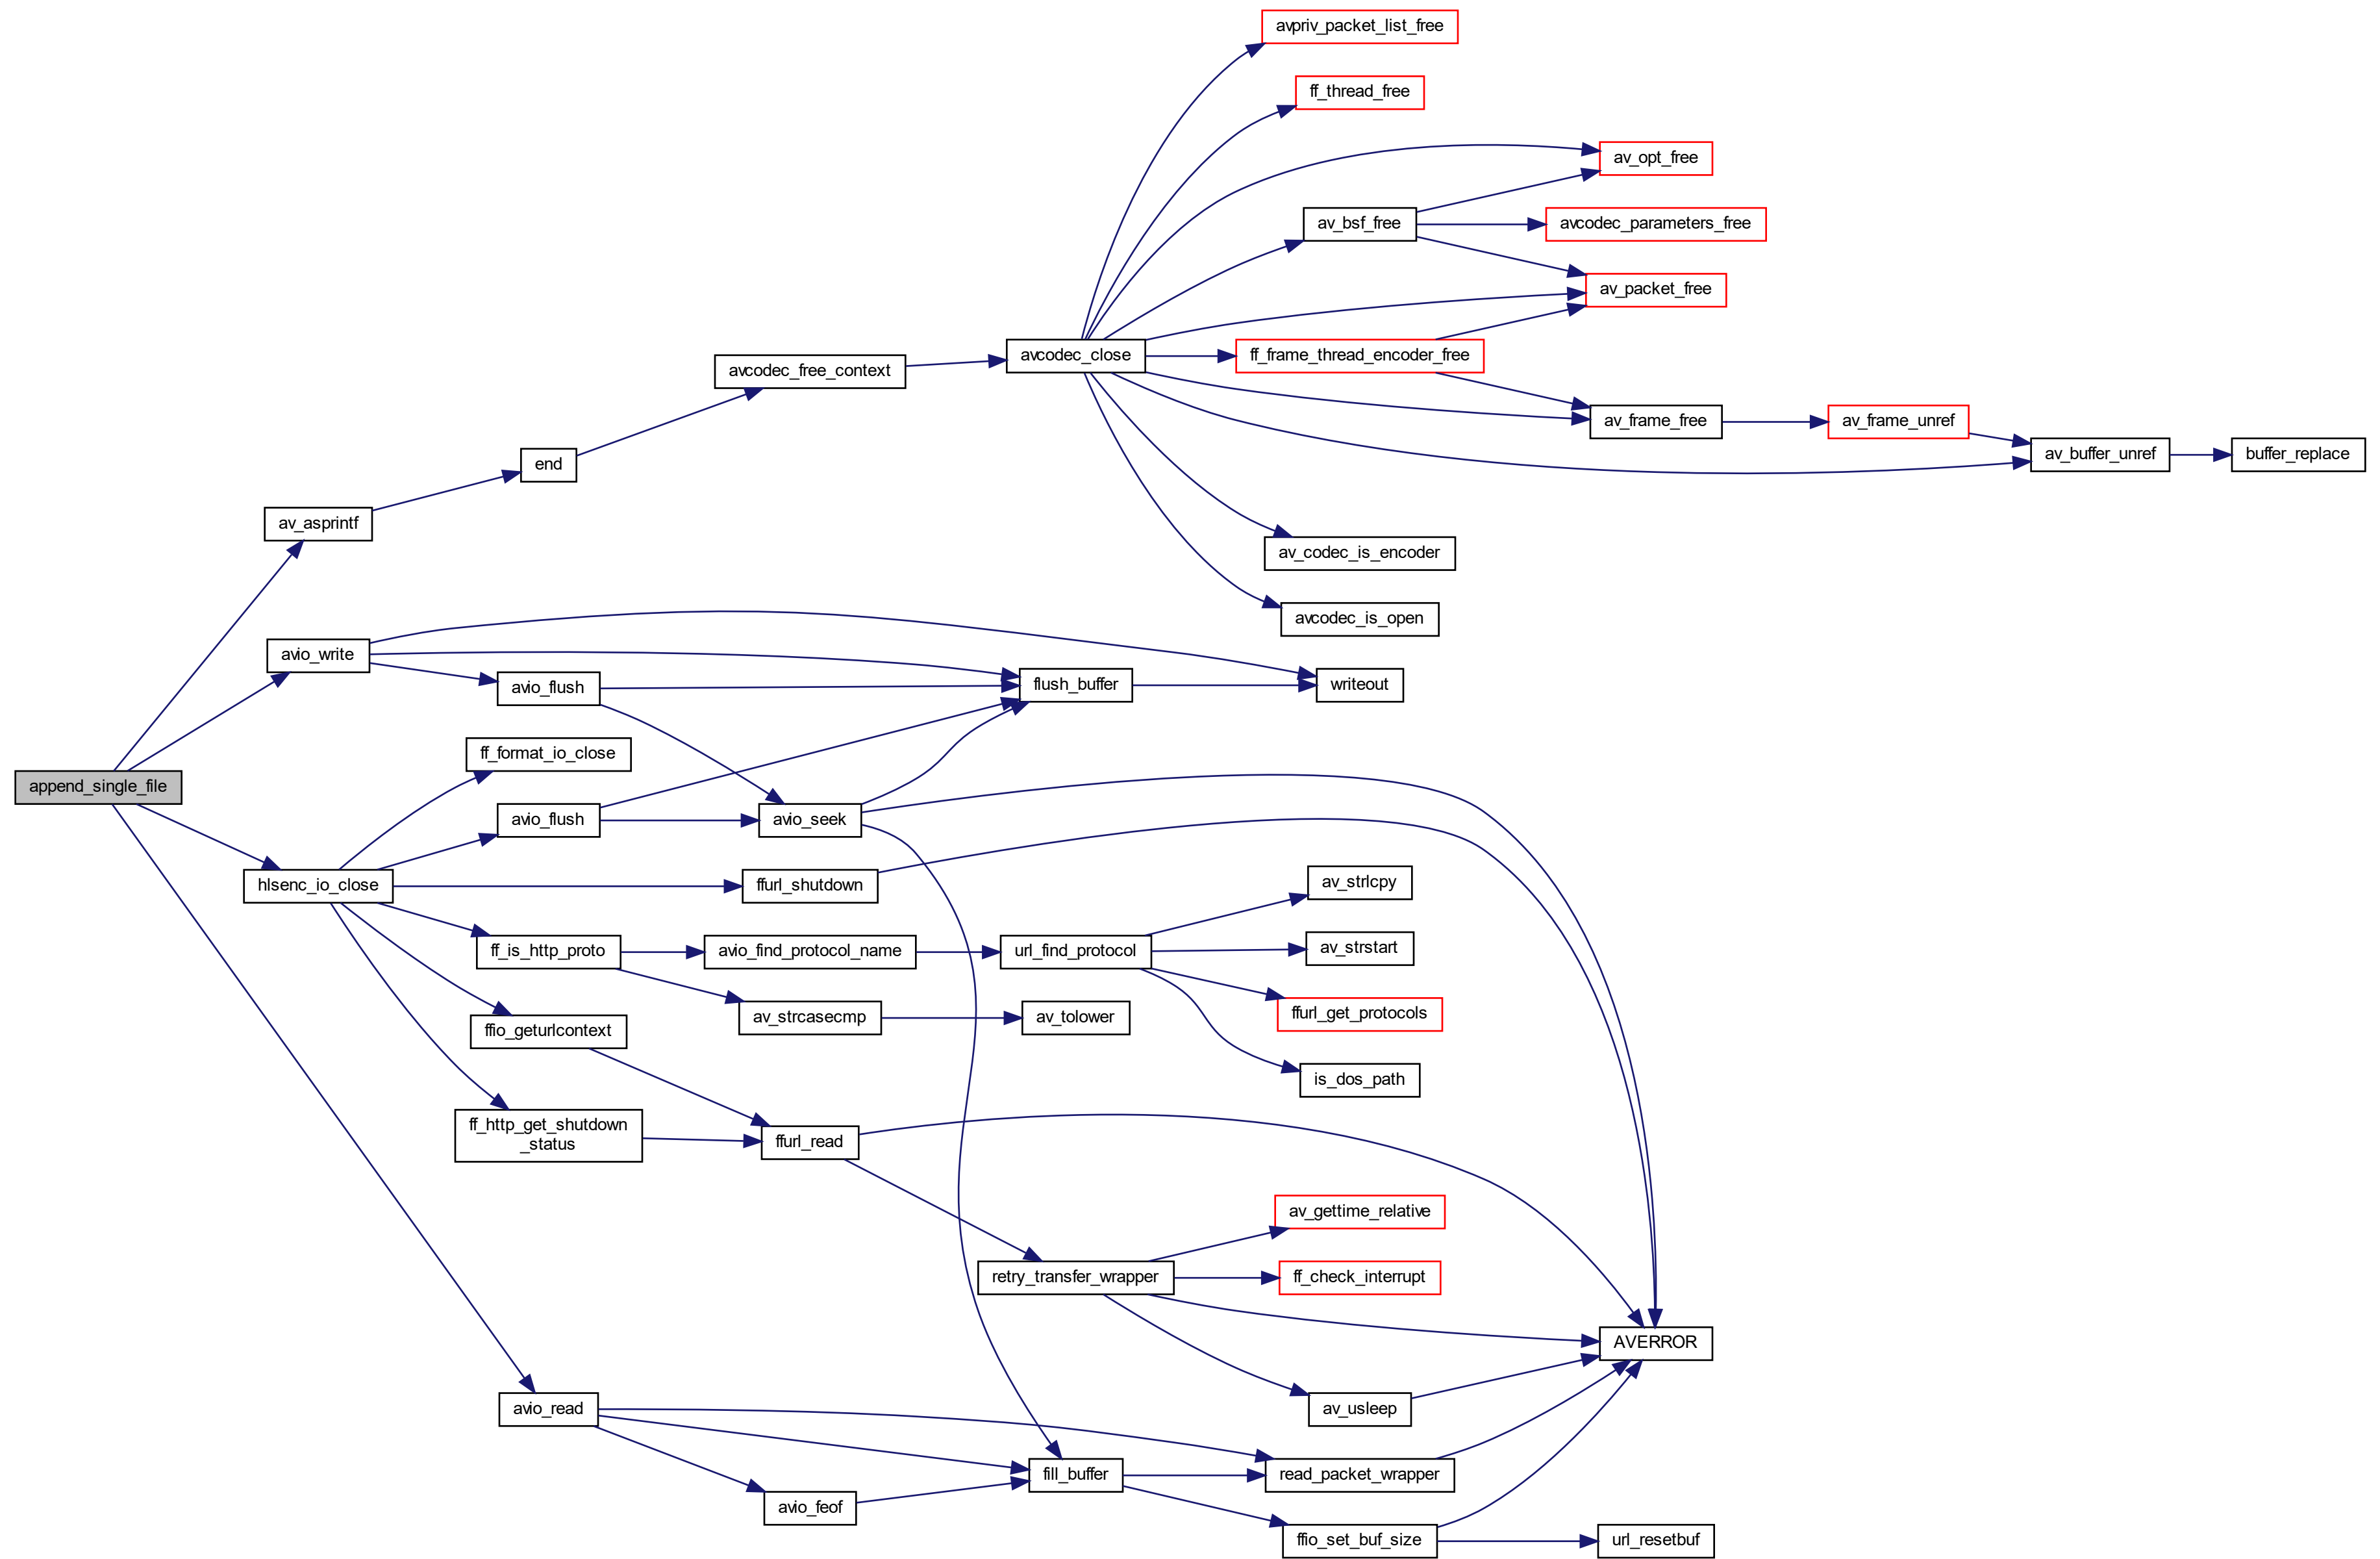 avpriv_packet_list_free
ff_thread_free
av_opt_free
av_bsf_free
avcodec_parameters_free
av_packet_free
avcodec_close
ff_frame_thread_encoder_free
avcodec_free_context
av_frame_free
av_frame_unref
av_buffer_unref
buffer_replace
end
av_asprintf
av_codec_is_encoder
avcodec_is_open
avio_write
avio_flush
flush_buffer
writeout
ff_format_io_close
append_single_file
avio_flush
avio_seek
hlsenc_io_close
ffurl_shutdown
av_strlcpy
ff_is_http_proto
avio_find_protocol_name
url_find_protocol
av_strstart
av_strcasecmp
av_tolower
ffurl_get_protocols
ffio_geturlcontext
is_dos_path
ff_http_get_shutdown
_status
ffurl_read
av_gettime_relative
retry_transfer_wrapper
ff_check_interrupt
AVERROR
avio_read
av_usleep
fill_buffer
read_packet_wrapper
avio_feof
ffio_set_buf_size
url_resetbuf